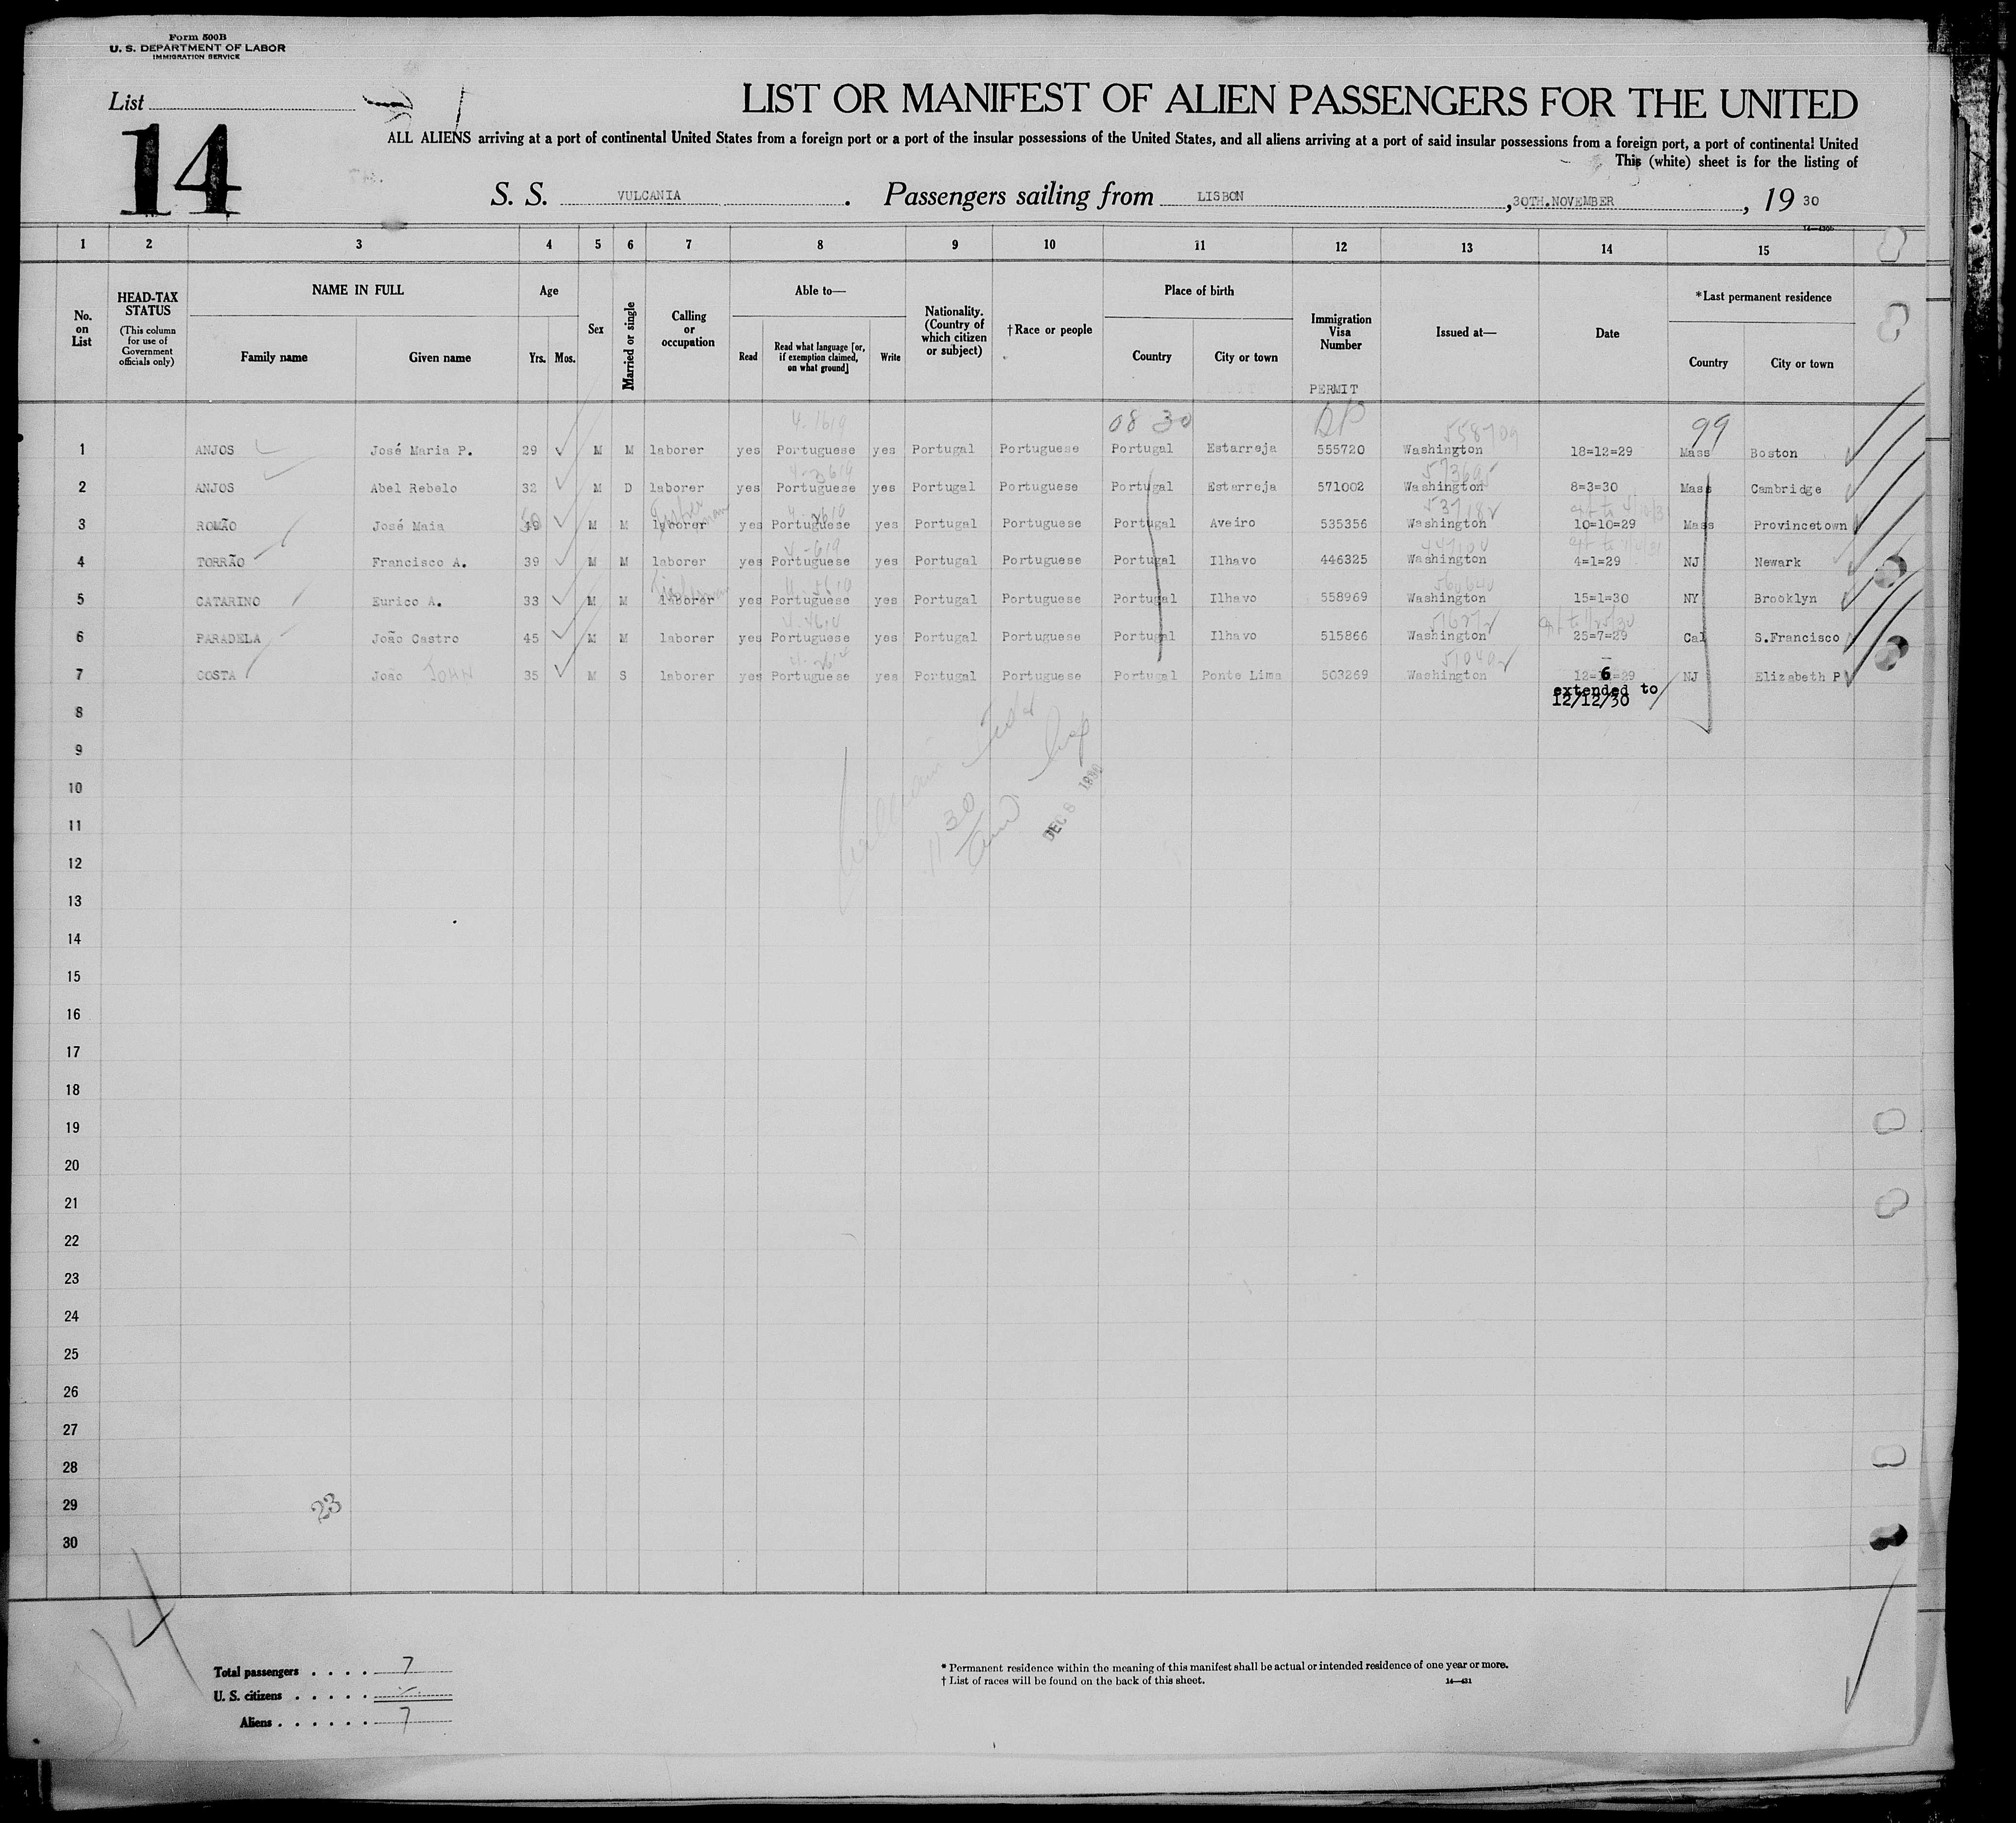 Form 500B
U. S. DEPARTMENT OF LABOR
IMMIGRATION SERVICE
List
14
LIST OR MANIFEST OF ALIEN PASSENGERS FOR THE UNITED
ALL ALIENS arriving at a port of continental United States from a foreign port or a port of the insular possessions of the United States, and all aliens arriving at a port of said insular possessions from a foreign port, a port of continental United
This (white) sheet is for the listing of
S. S. VULCANIA. Passengers sailing from LISBON, 30TH.NOVEMBER, 19 30
1 2 3 4 5 6 7 8 9 10 11 12 13 14 15
No. on List
HEAD-TAX STATUS
(This column for use of Government officials only)
NAME IN FULL
Family name Given name
Age
Yrs. Mos.
Sex
Married or single
Calling or occupation
Able to—
Read
Read what language [or, if exemption claimed, on what ground]
Write
Nationality. (Country of which citizen or subject)
†Race or people
Place of birth
Country City or town
Immigration Visa Number
PERMIT
Issued at—
Date
*Last permanent residence
Country City or town
08 30 99
558709
1 ANJOS José Maria P. 29 M M laborer yes Portuguese yes Portugal Portuguese Portugal Estarreja 555720 Washington 18=12=29 Mass Boston
2 ANJOS Abel Rebelo 32 M D laborer yes Portuguese yes Portugal Portuguese Portugal Estarreja 571002 Washington 8=3=30 Mass Cambridge
3 ROMÃO José Maia M M laborer yes Portuguese yes Portugal Portuguese Portugal Aveiro 535356 Washington 10=10=29 Mass Provincetown
4 TORRÃO Francisco A. 39 M M laborer yes Portuguese yes Portugal Portuguese Portugal Ilhavo 446325 Washington 4=1=29 NJ Newark
5 CATARINO Eurico A. 33 M M laborer yes Portuguese yes Portugal Portuguese Portugal Ilhavo 558969 Washington 15=1=30 NY Brooklyn
6 PARADELA João Castro 45 M M laborer yes Portuguese yes Portugal Portuguese Portugal Ilhavo 515866 Washington 25=7=29 Cal S.Francisco
7 COSTA João JOHN 35 M S laborer yes Portuguese yes Portugal Portuguese Portugal Ponte Lima 503269 Washington 12=6=29 NJ Elizabeth P
extended to
12/12/30
8
9
10
DEC 8 1930
11
12
13
14
15
16
17
18
19
20
21
22
23
24
25
26
27
28
29
23
30
14
Total passengers . . . . 7
U. S. citizens . . . . .
Aliens . . . . . . 7
* Permanent residence within the meaning of this manifest shall be actual or intended residence of one year or more.
† List of races will be found on the back of this sheet.
14—431